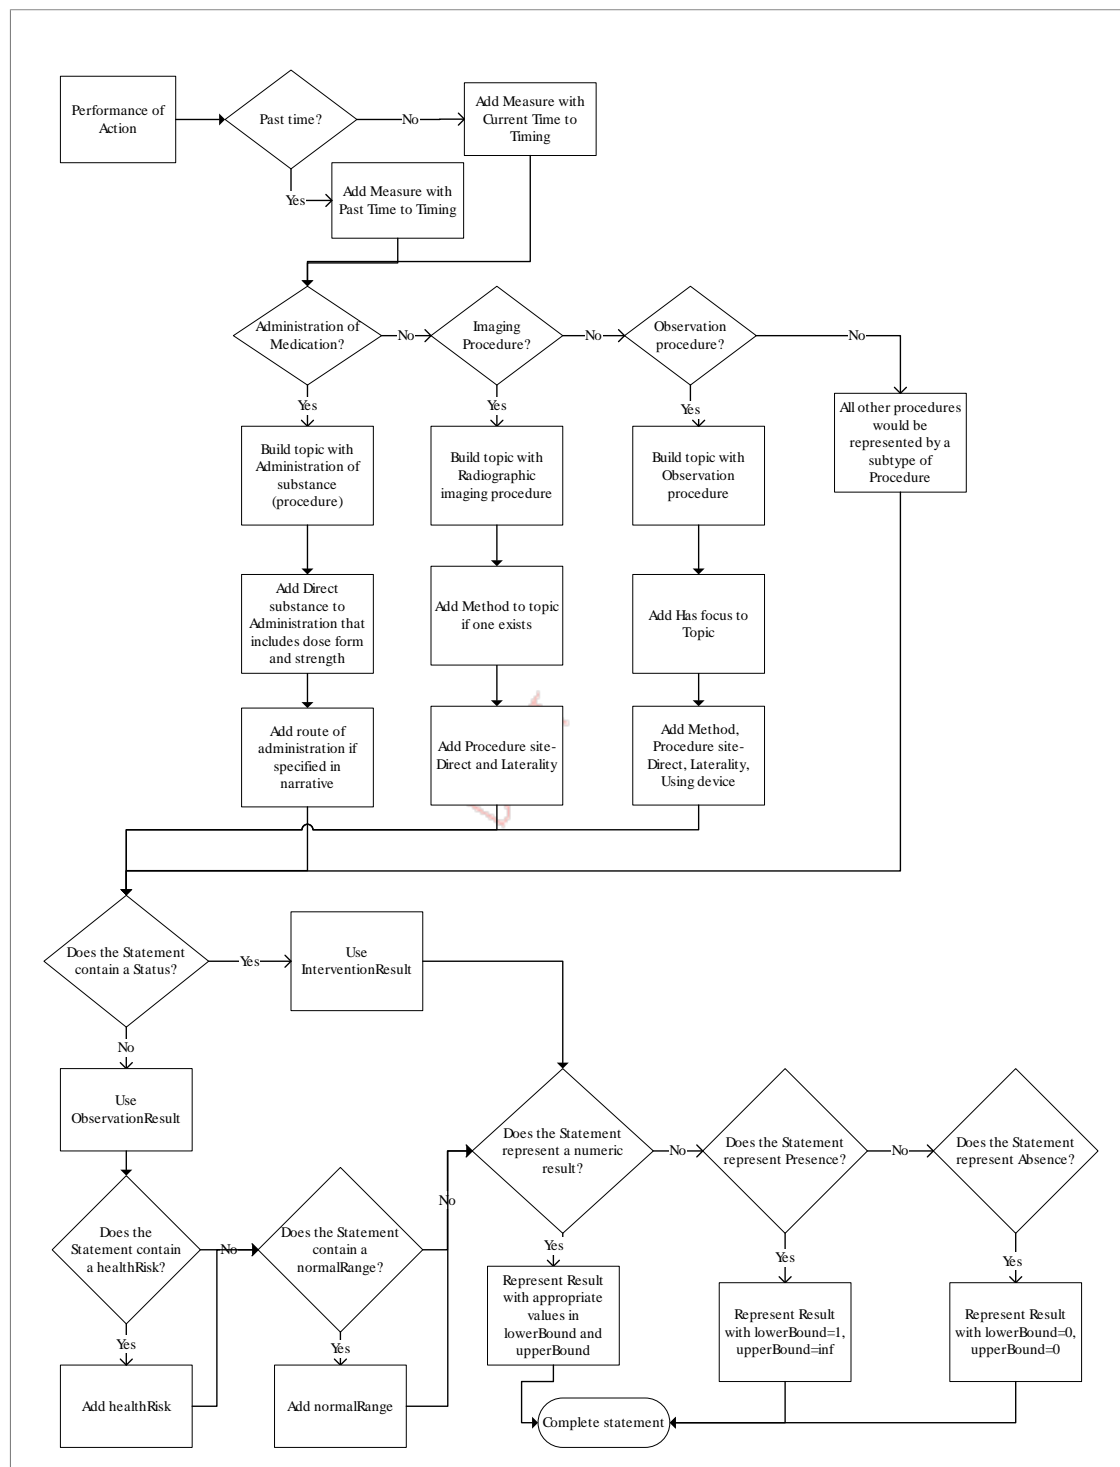 Performance of
Action
Past time?
No
Add Measure with
Current Time to
Timing
Yes
Add Measure with
Past Time to Timing
Administration of
Medication?
No
Imaging
Procedure?
No
Observation
procedure?
No
Yes
Yes
Yes
All other procedures
would be
represented by a
subtype of
Procedure
Build topic with
Administration of
substance
(procedure)
Build topic with
Radiographic
imaging procedure
Build topic with
Observation
procedure
Add Direct
substance to
Administration that
includes dose form
and strength
Add Method to topic
if one exists
Add Has focus to
Topic
Add route of
administration if
specified in
narrative
Add Procedure site-
Direct and Laterality
Add Method,
Procedure site-
Direct, Laterality,
Using device
Does the Statement
contain a Status?
Yes
Use
InterventionResult
No
Use
ObservationResult
Does the Statement
represent a numeric
result?
No
Does the Statement
represent Presence?
No
Does the Statement
represent Absence?
Does the
Statement contain
a healthRisk?
No
Does the Statement
contain a
normalRange?
No
Yes
Yes
Yes
Yes
Yes
Add healthRisk
Add normalRange
Represent Result
with appropriate
values in
lowerBound and
upperBound
Represent Result
with lowerBound=1,
upperBound=inf
Represent Result
with lowerBound=0,
upperBound=0
Complete statement